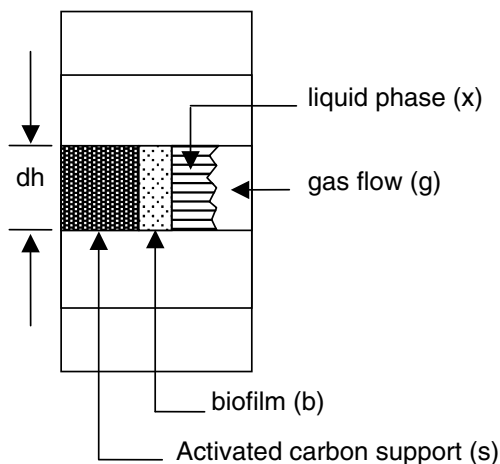 liquid phase (x)
dh
gas flow (g)
biofilm (b)
Activated carbon support (s)